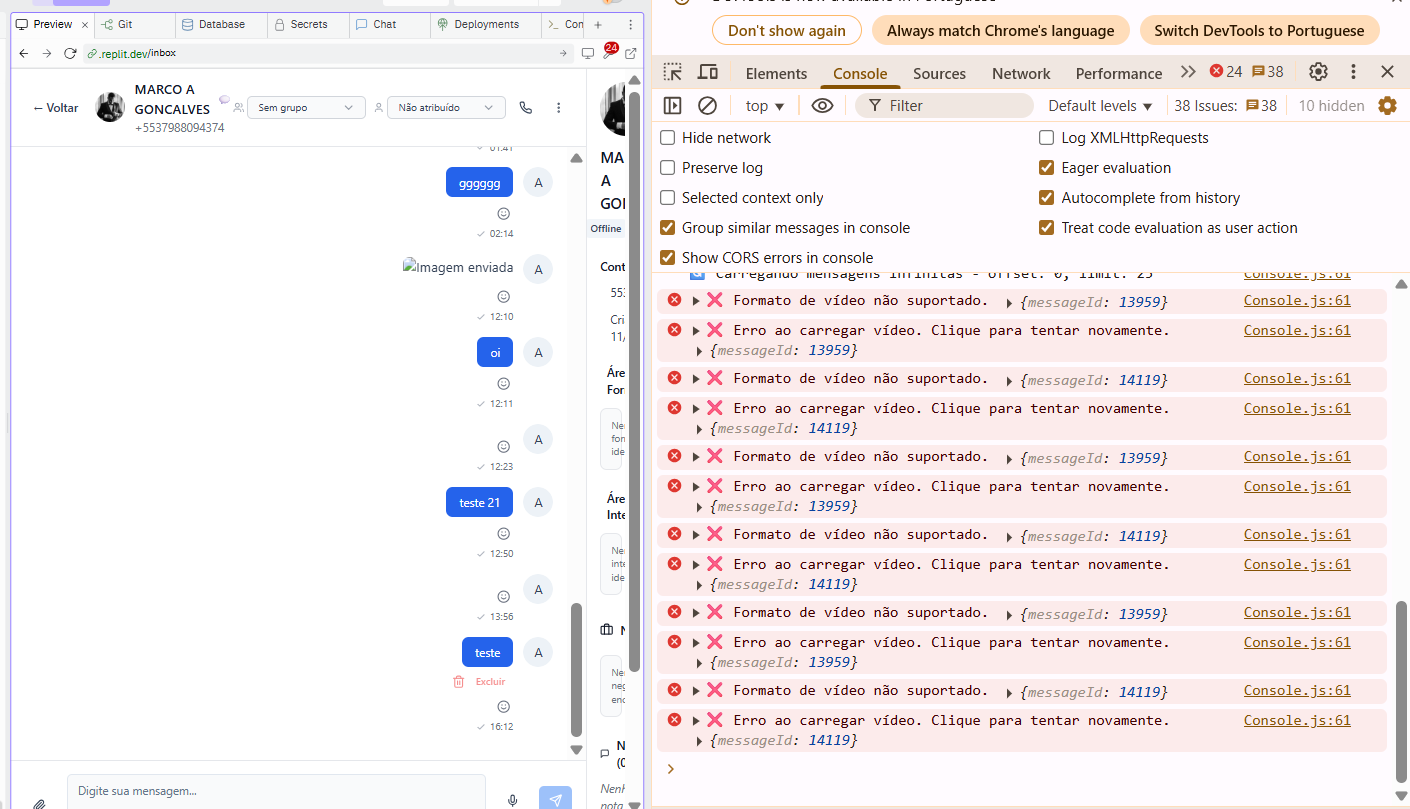 Preview
Git
Database
Secrets
Chat
Deployments
Con
.replit.dev/inbox
24
← Voltar
MARCO A
GONCALVES
+5537988094374
Sem grupo
Não atribuído
01:41
gggggg
A
02:14
Imagem enviada
A
12:10
oi
A
12:11
A
12:23
teste 21
A
12:50
A
13:56
teste
A
Excluir
16:12
Digite sua mensagem...
MA
A
GOI
Offline
Cont
55:
Cri
11/
Áre
For
Ne
for
ide
Áre
Inte
Ne
inte
ide
N
Ne
neg
enc
N
(0
Nenh
nota
Don't show again
Always match Chrome's language
Switch DevTools to Portuguese
Elements
Console
Sources
Network
Performance
24
38
top
Filter
Default levels
38 Issues:
38
10 hidden
Hide network
Log XMLHttpRequests
Preserve log
Eager evaluation
Selected context only
Autocomplete from history
Group similar messages in console
Treat code evaluation as user action
Show CORS errors in console
Carregando mensagens infinitas - offset: 0, limit: 25 Console.js:61
Formato de vídeo não suportado. {messageId: 13959} Console.js:61
Erro ao carregar vídeo. Clique para tentar novamente. Console.js:61
{messageId: 13959}
Formato de vídeo não suportado. {messageId: 14119} Console.js:61
Erro ao carregar vídeo. Clique para tentar novamente. Console.js:61
{messageId: 14119}
Formato de vídeo não suportado. {messageId: 13959} Console.js:61
Erro ao carregar vídeo. Clique para tentar novamente. Console.js:61
{messageId: 13959}
Formato de vídeo não suportado. {messageId: 14119} Console.js:61
Erro ao carregar vídeo. Clique para tentar novamente. Console.js:61
{messageId: 14119}
Formato de vídeo não suportado. {messageId: 13959} Console.js:61
Erro ao carregar vídeo. Clique para tentar novamente. Console.js:61
{messageId: 13959}
Formato de vídeo não suportado. {messageId: 14119} Console.js:61
Erro ao carregar vídeo. Clique para tentar novamente. Console.js:61
{messageId: 14119}